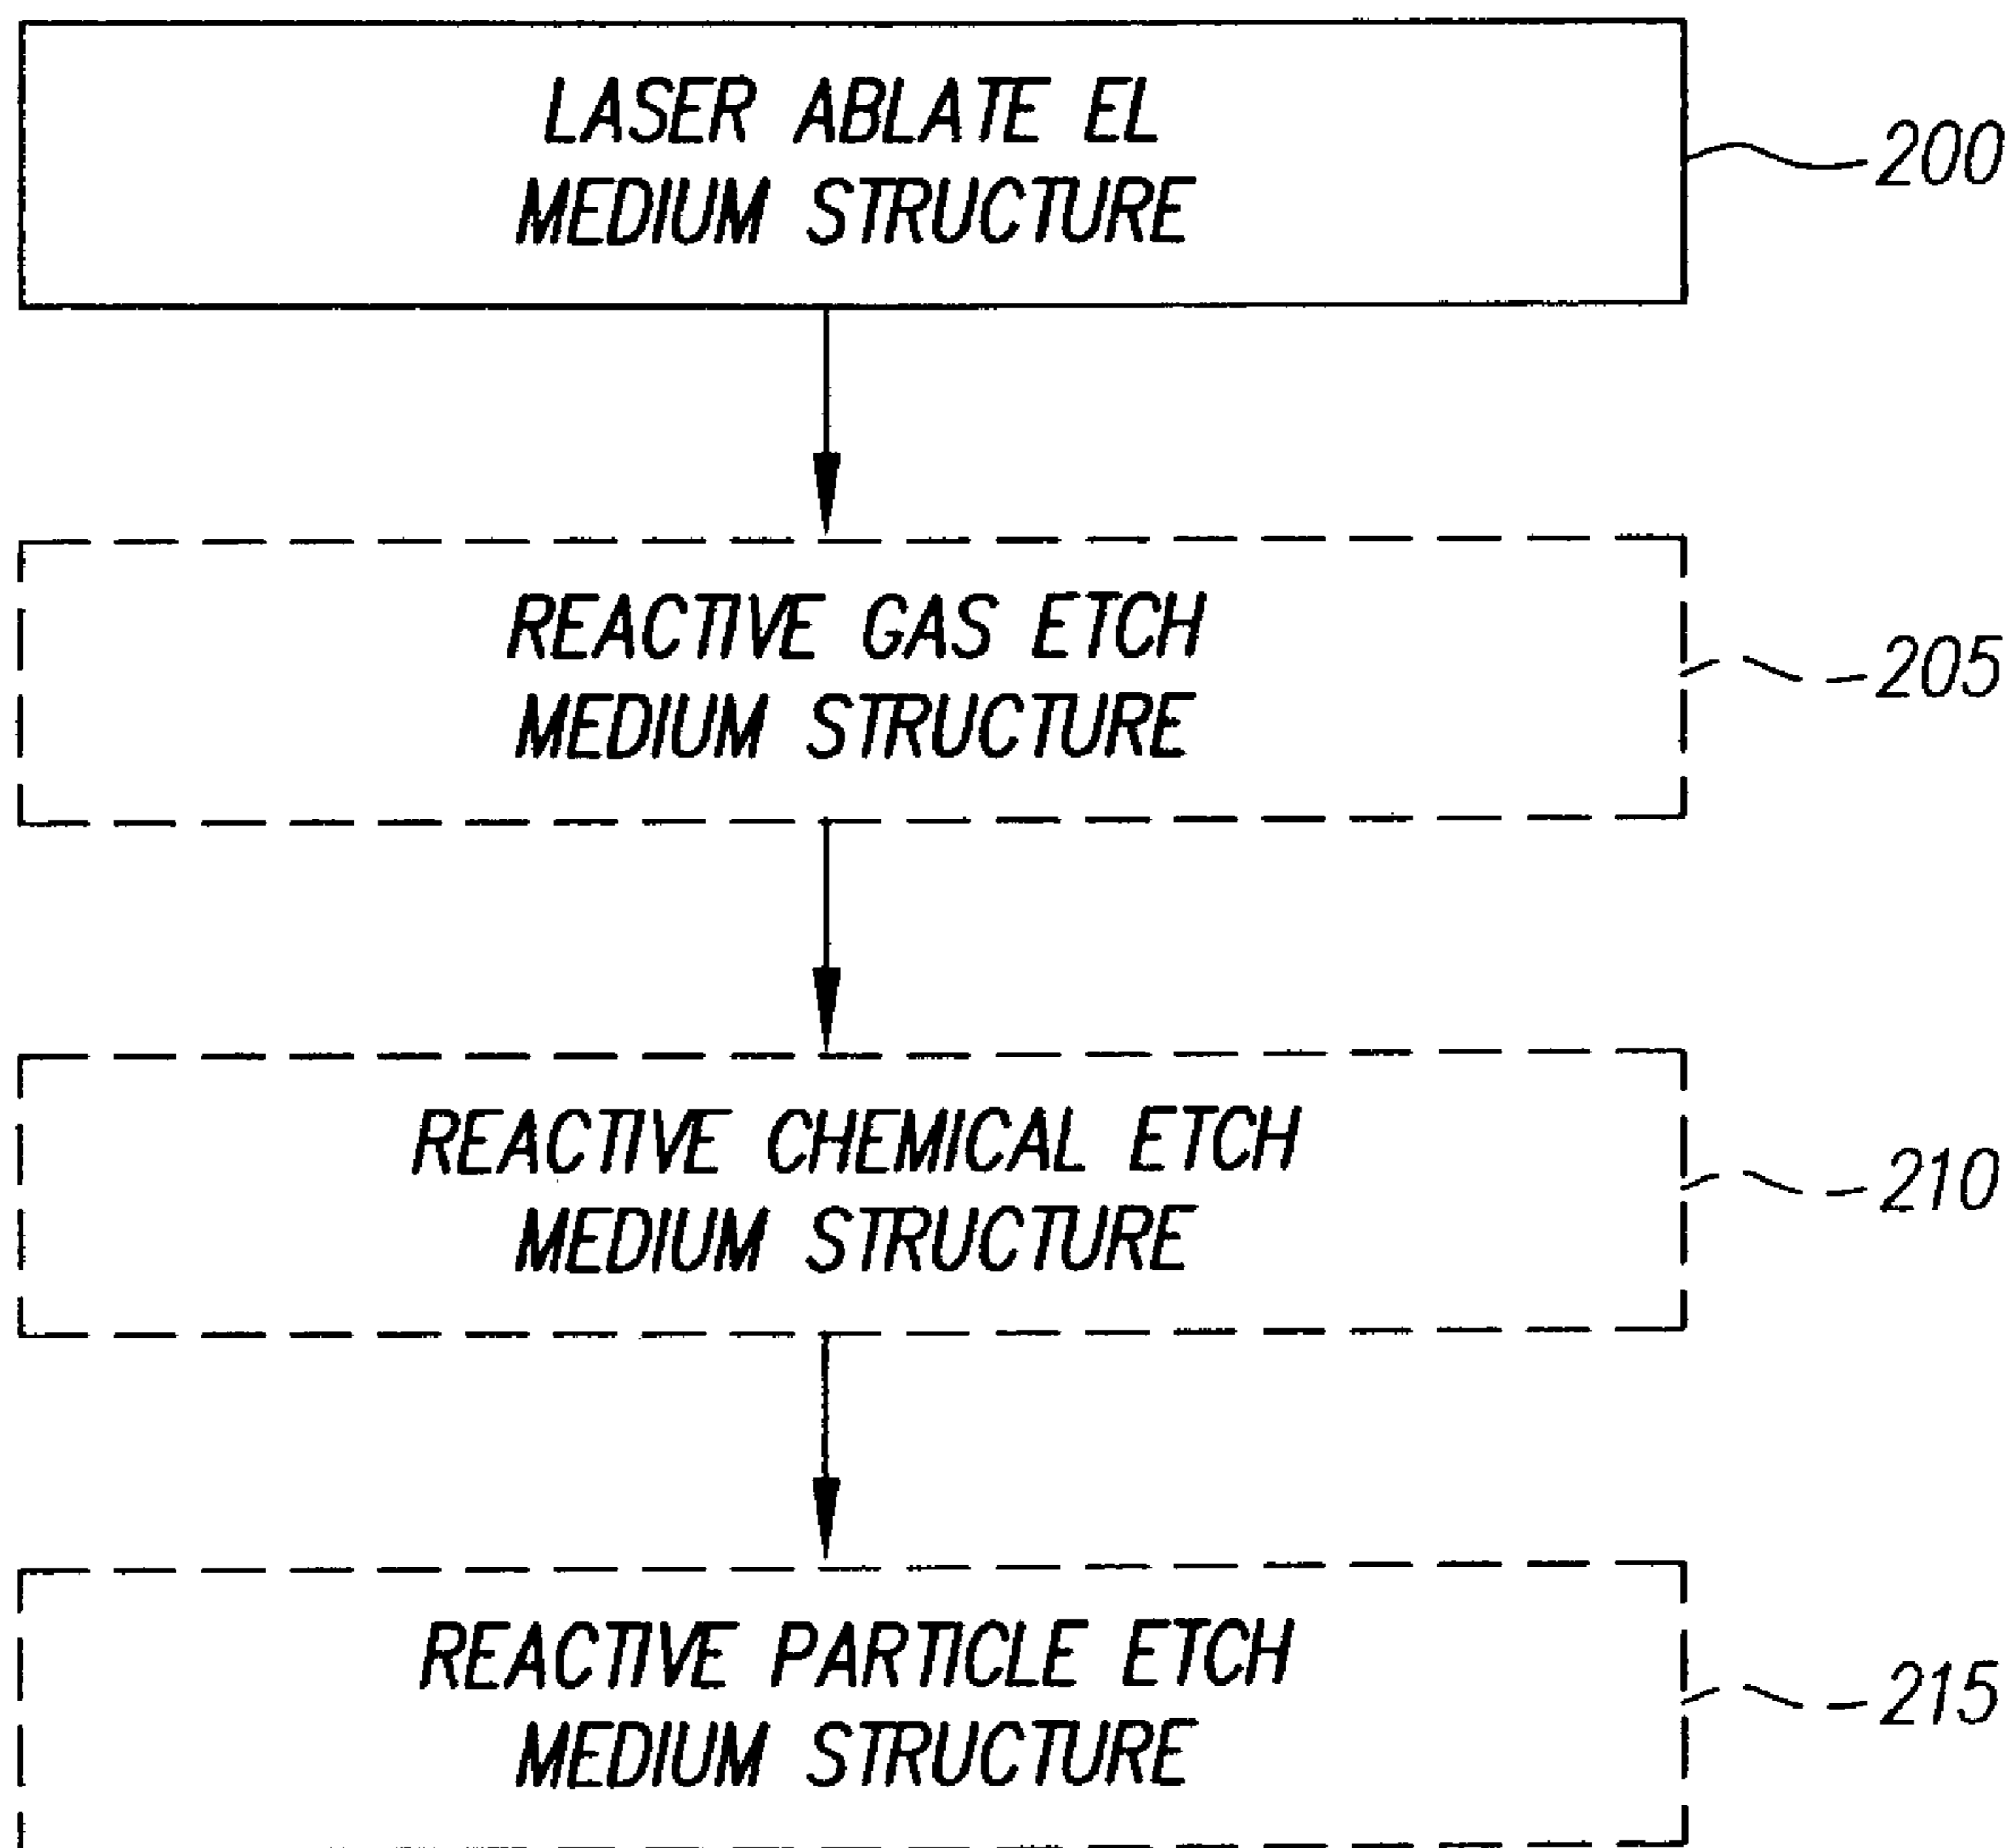 LASER ABLATE EL
MEDIUM STRUCTURE
200
REACTIVE GAS ETCH
MEDIUM STRUCTURE
205
REACTIVE CHEMICAL ETCH
MEDIUM STRUCTURE
210
REACTIVE PARTICLE ETCH
MEDIUM STRUCTURE
215